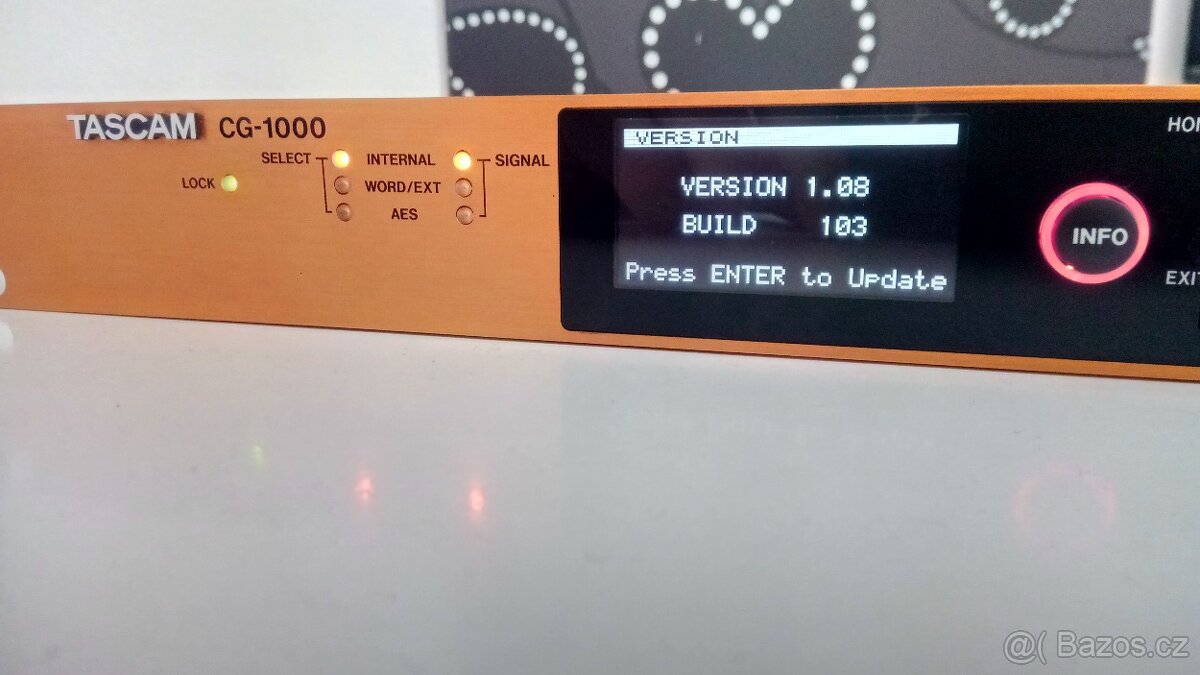 TASCAM CG-1000
SELECT INTERNAL SIGNAL
LOCK WORD/EXT
AES
VERSION
VERSION 1.08
BUILD 103
Press ENTER to Update
INFO
@( Bazos.cz